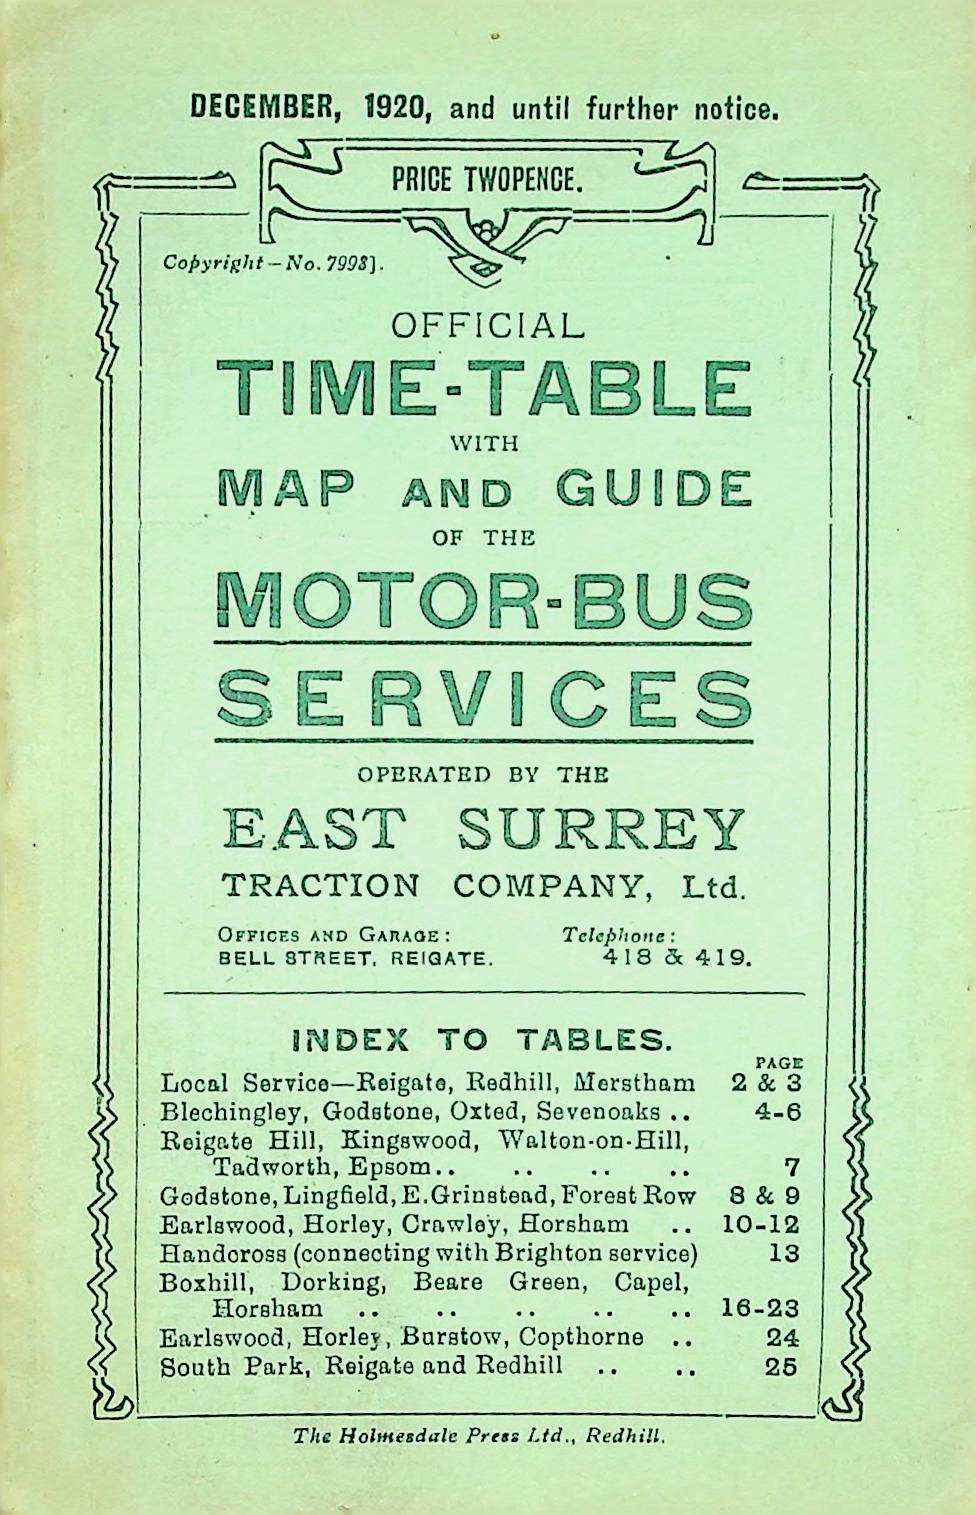 DECEMBER, 1920, and until further notice.
PRICE TWOPENCE.
Copyright—No. 7998].
OFFICIAL
TIME-TABLE
WITH
MAP AND GUIDE
OF THE
MOTOR-BUS
SERVICES
OPERATED BY THE
EAST SURREY
TRACTION COMPANY, Ltd.
OFFICES AND GARAGE: Telephone:
BELL STREET, REIGATE. 418 & 419.
INDEX TO TABLES.
PAGE
Local Service—Reigate, Redhill, Merstham 2 & 3
Blechingley, Godstone, Oxted, Sevenoaks .. 4-6
Reigate Hill, Kingswood, Walton-on-Hill,
Tadworth, Epsom.. .. .. .. 7
Godstone, Lingfield, E.Grinstead, Forest Row 8 & 9
Earlswood, Horley, Crawley, Horsham .. 10-12
Handcross (connecting with Brighton service) 13
Boxhill, Dorking, Beare Green, Capel,
Horsham .. .. .. .. .. 16-23
Earlswood, Horley, Burstow, Copthorne .. 24
South Park, Reigate and Redhill .. .. 25
The Holmesdale Press Ltd., Redhill.